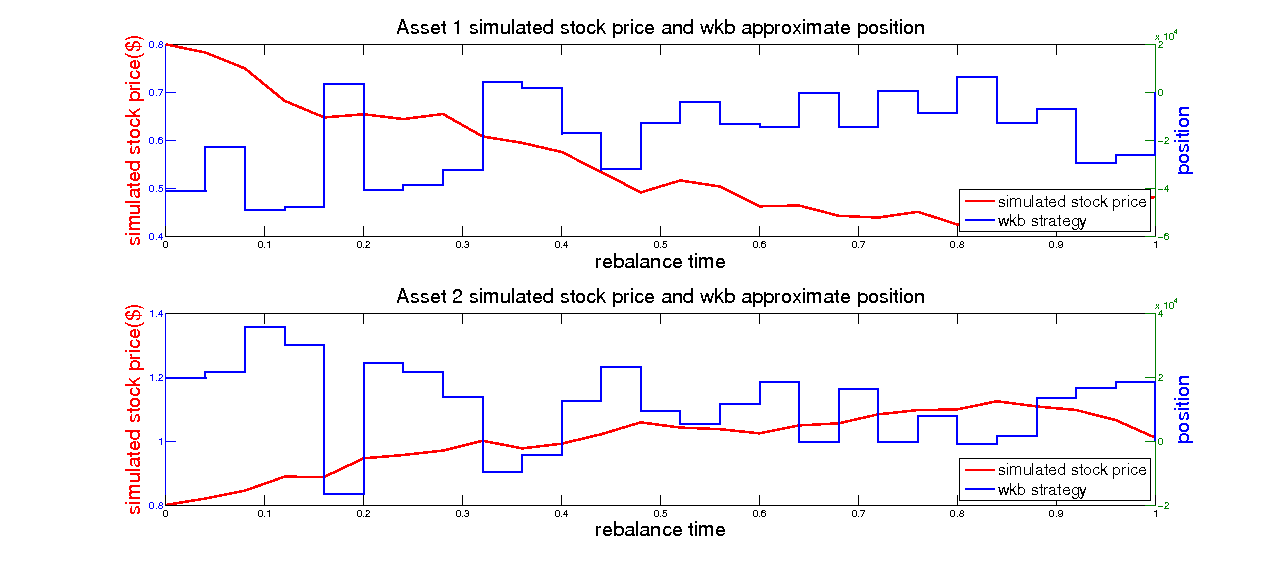 Asset 1 simulated stock price and wkb approximate position
x 10^4
simulated stock price($)
0.8
0.7
0.6
0.5
0.4
2
0
-2
-4
-6
position
simulated stock price
wkb strategy
0 0.1 0.2 0.3 0.4 0.5 0.6 0.7 0.8 0.9 1
rebalance time
Asset 2 simulated stock price and wkb approximate position
x 10^4
simulated stock price($)
1.4
1.2
1
0.8
4
2
0
-2
position
simulated stock price
wkb strategy
0 0.1 0.2 0.3 0.4 0.5 0.6 0.7 0.8 0.9 1
rebalance time